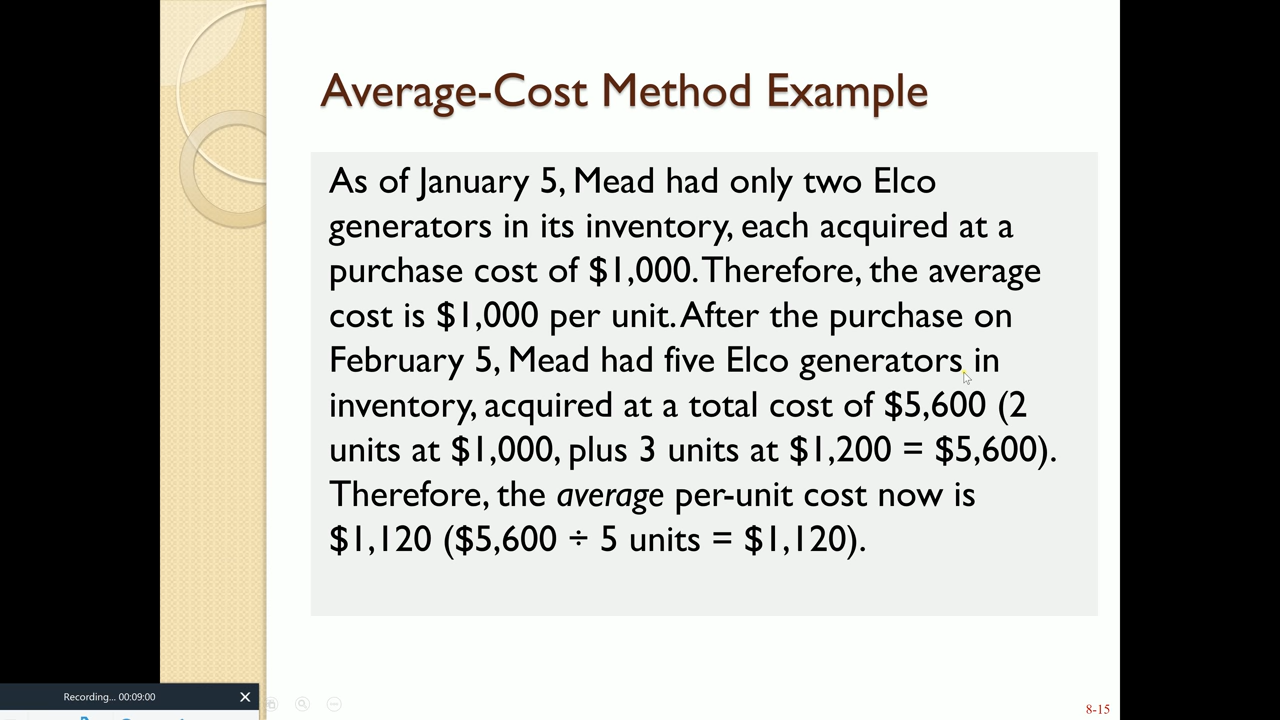 Average-Cost Method Example
As of January 5, Mead had only two Elco
generators in its inventory, each acquired at a
purchase cost of $1,000. Therefore, the average
cost is $1,000 per unit. After the purchase on
February 5, Mead had five Elco generators in
inventory, acquired at a total cost of $5,600 (2
units at $1,000, plus 3 units at $1,200 = $5,600).
Therefore, the average per-unit cost now is
$1,120 ($5,600 ÷ 5 units = $1,120).
Recording... 00:09:00
8-15